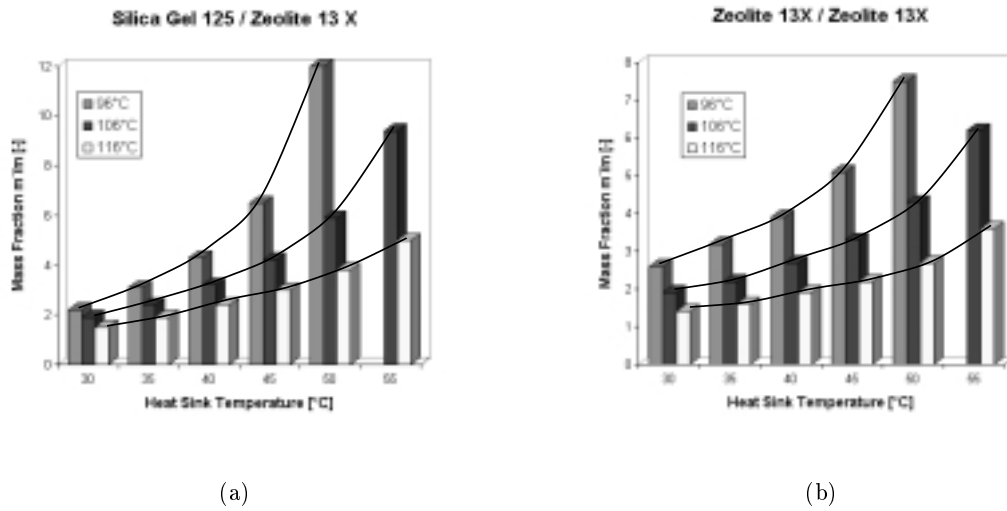 Silica Gel 125 / Zeolite 13 X
12
10
8
6
4
2
0
Mass Fraction m'/m [-]
96°C
106°C
116°C
30
35
40
45
50
55
Heat Sink Temperature [°C]
(a)
Zeolite 13X / Zeolite 13X
8
7
6
5
4
3
2
1
0
Mass Fraction m'/m [-]
96°C
106°C
116°C
30
35
40
45
50
55
Heat Sink Temperature [°C]
(b)